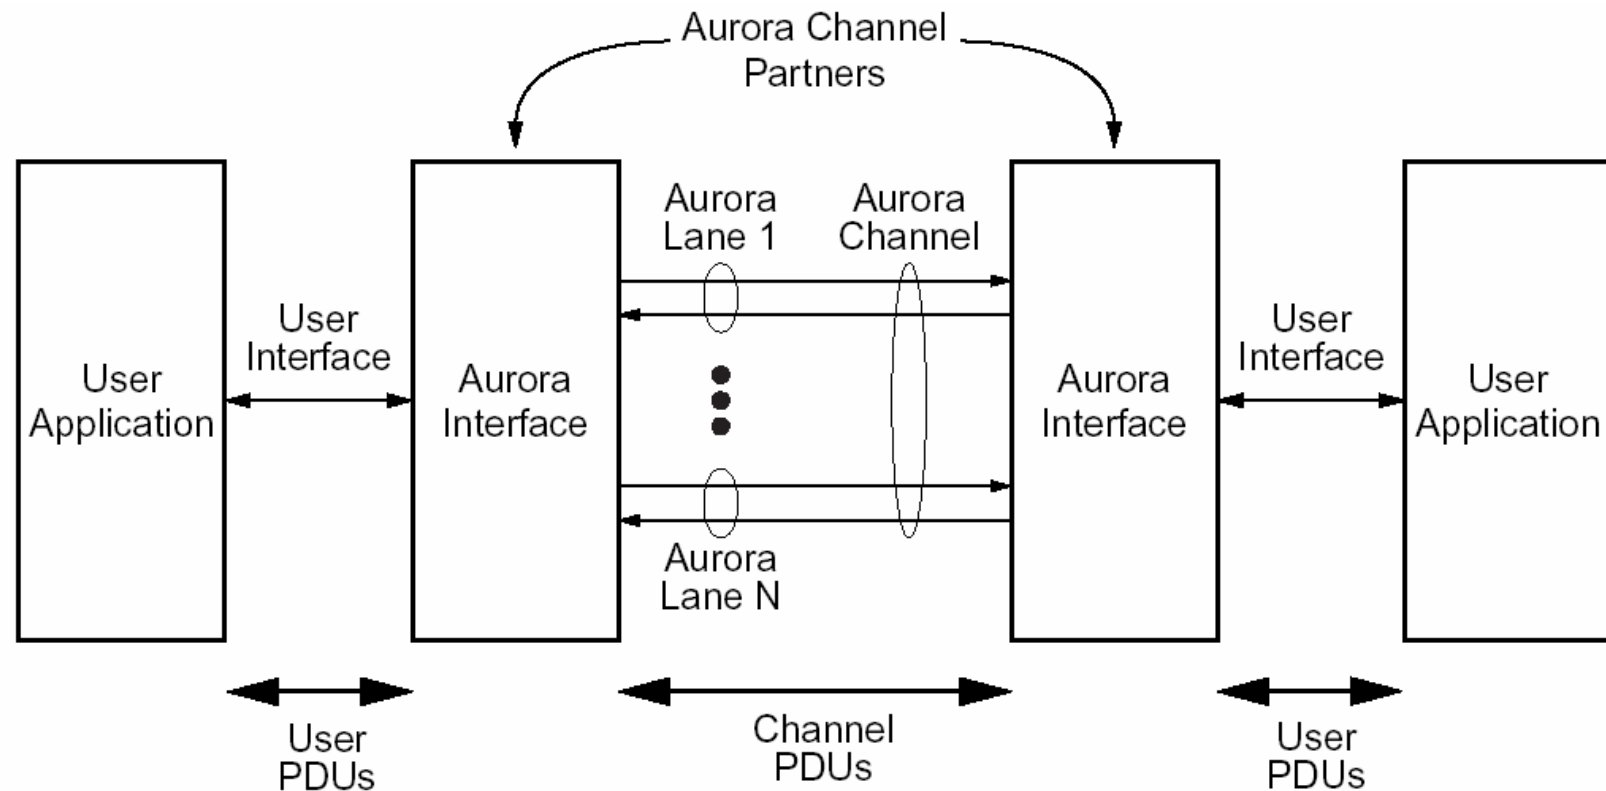 Aurora Channel
Partners
Aurora
Lane 1
Aurora
Channel
User
Interface
User
Interface
User
Application
Aurora
Interface
Aurora
Interface
User
Application
Aurora
Lane N
User
PDUs
Channel
PDUs
User
PDUs